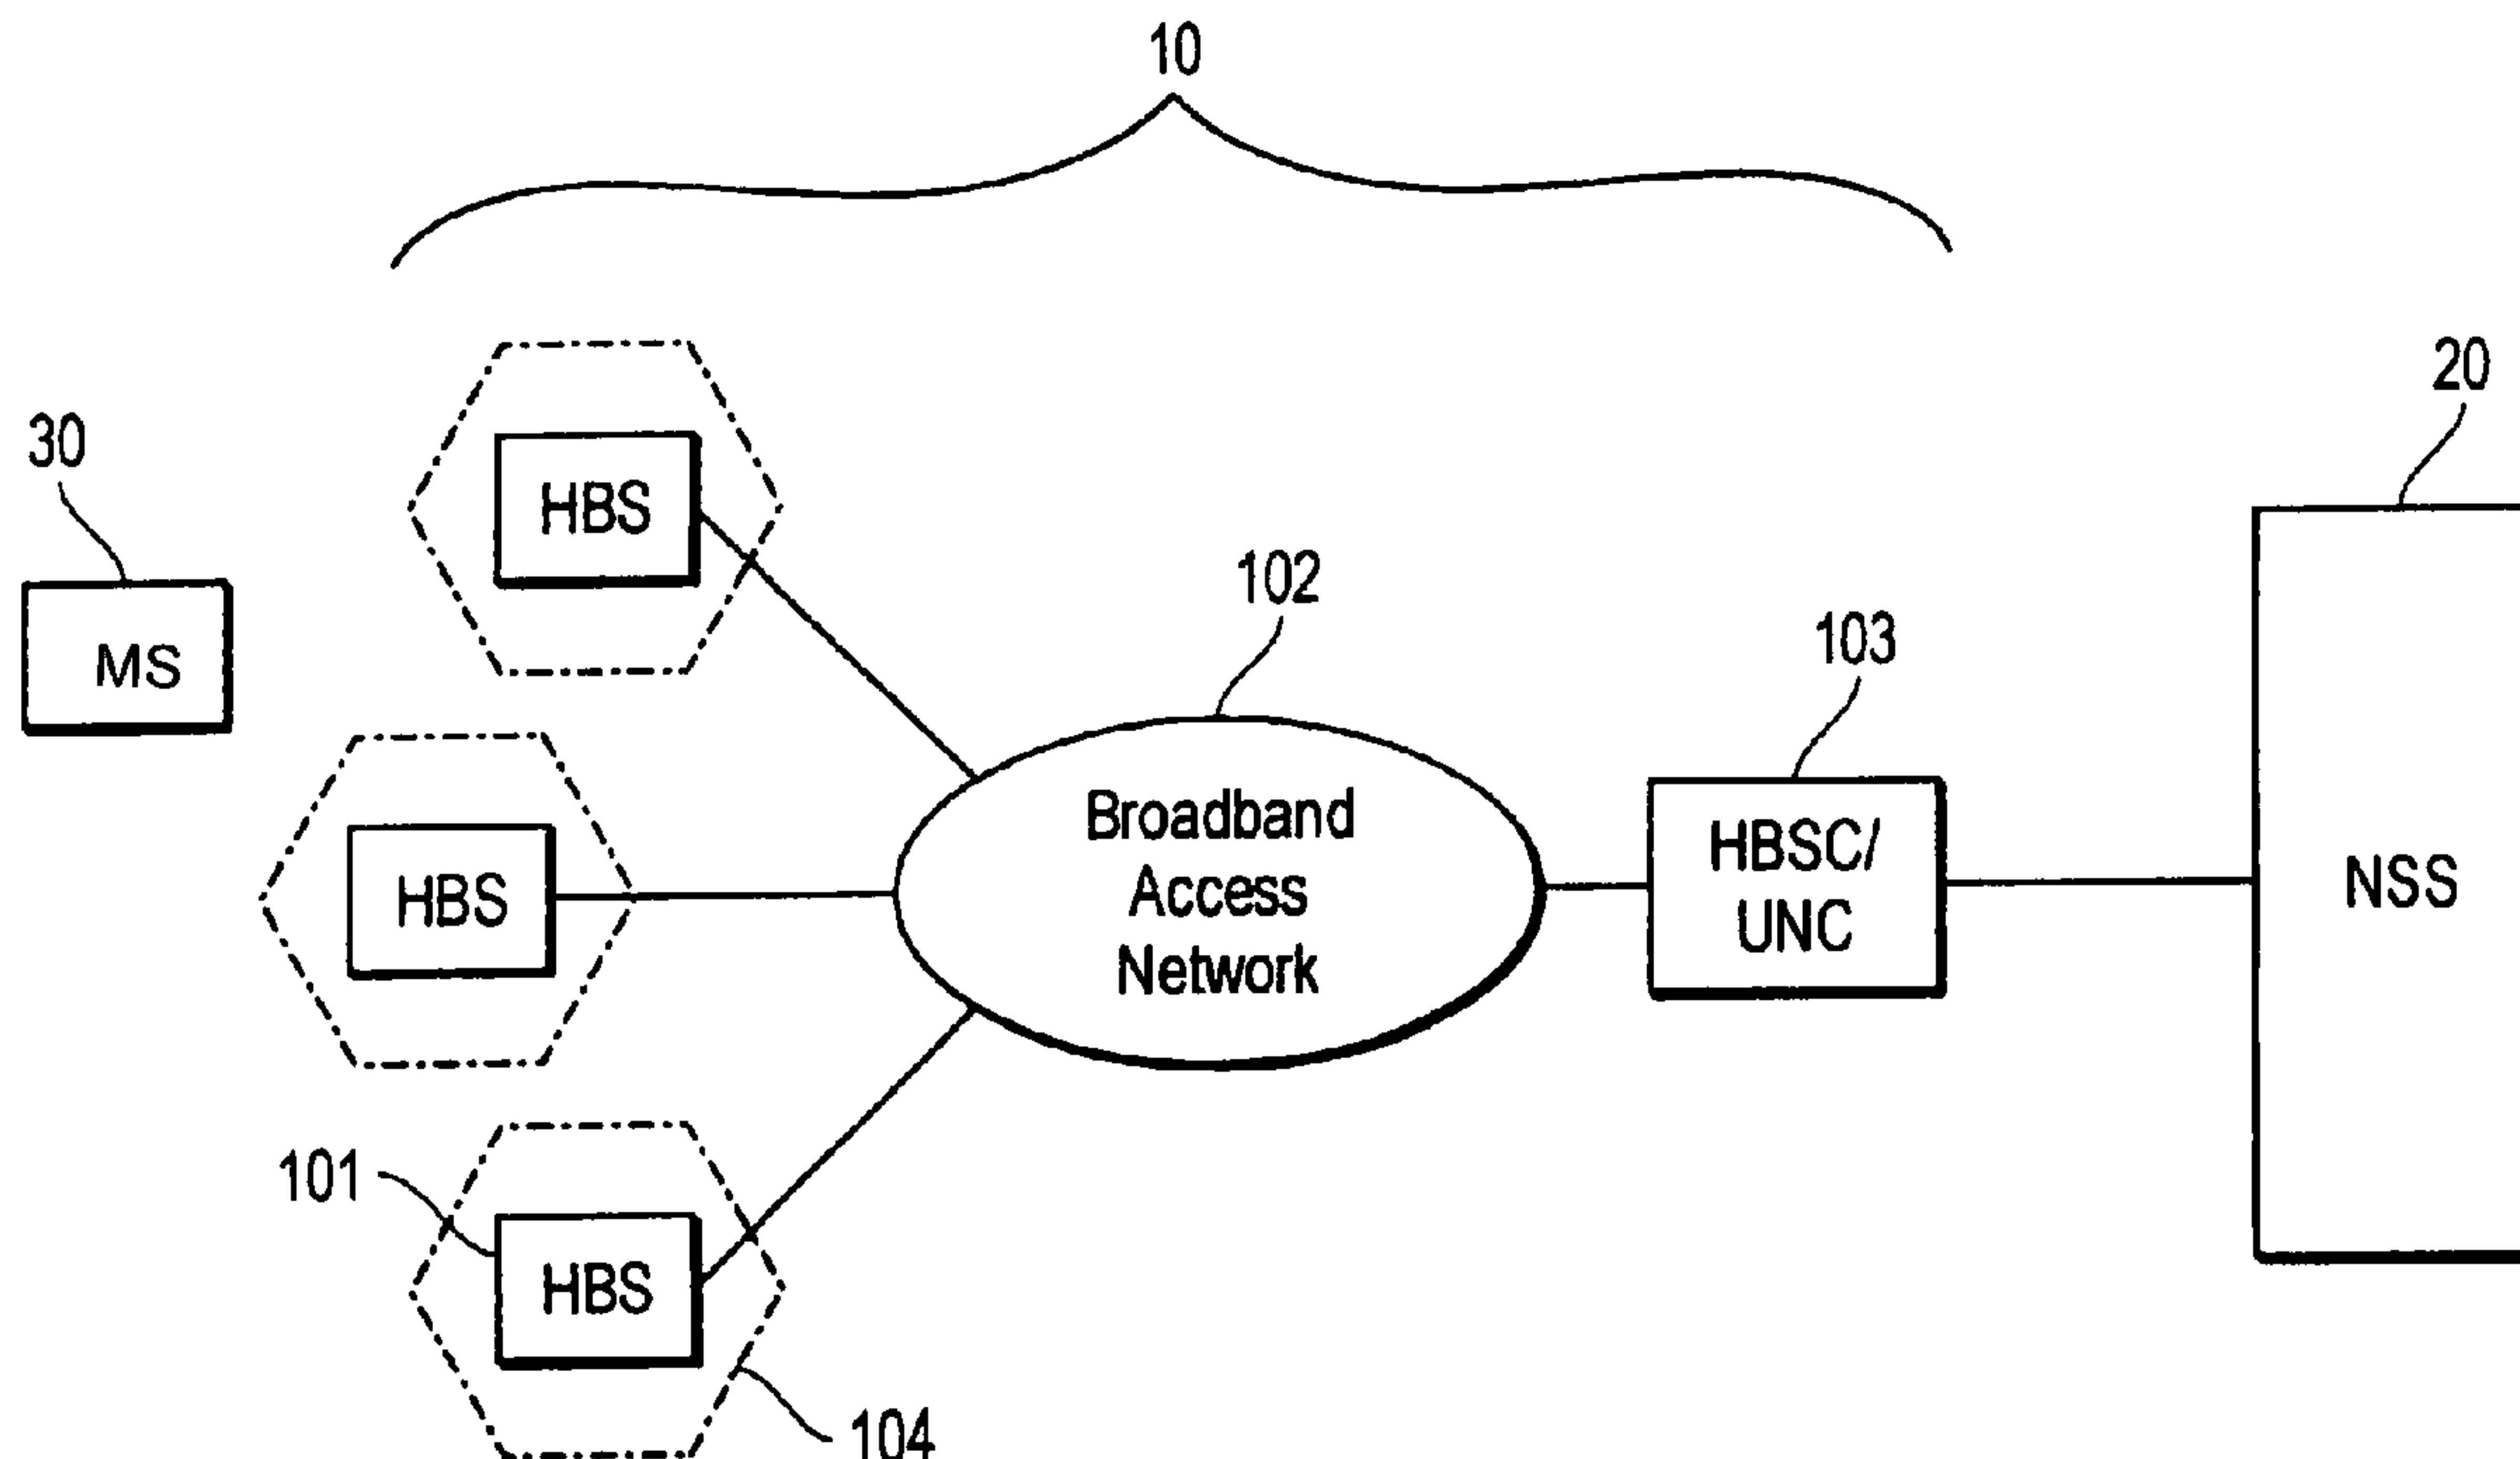 10
20
30
HBS
MS
102
103
HBS
Broadband
Access
Network
HBSC/
UNC
NSS
101
HBS
104